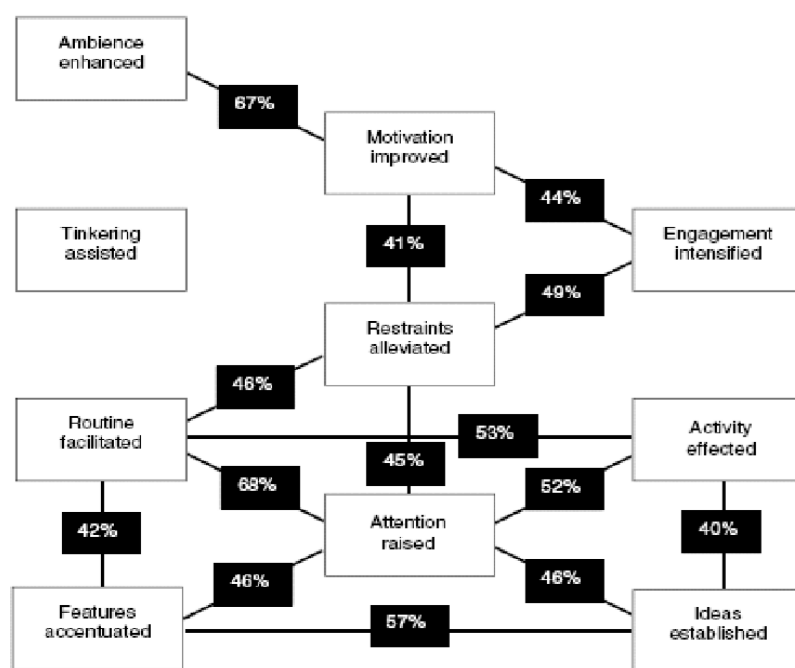 Ambience
enhanced
67%
Motivation
improved
44%
Tinkering
assisted
41%
Engagement
intensified
49%
Restraints
alleviated
46%
Routine
facilitated
53%
Activity
effected
45%
68%
52%
42%
Attention
raised
40%
46%
46%
Features
accentuated
57%
Ideas
established